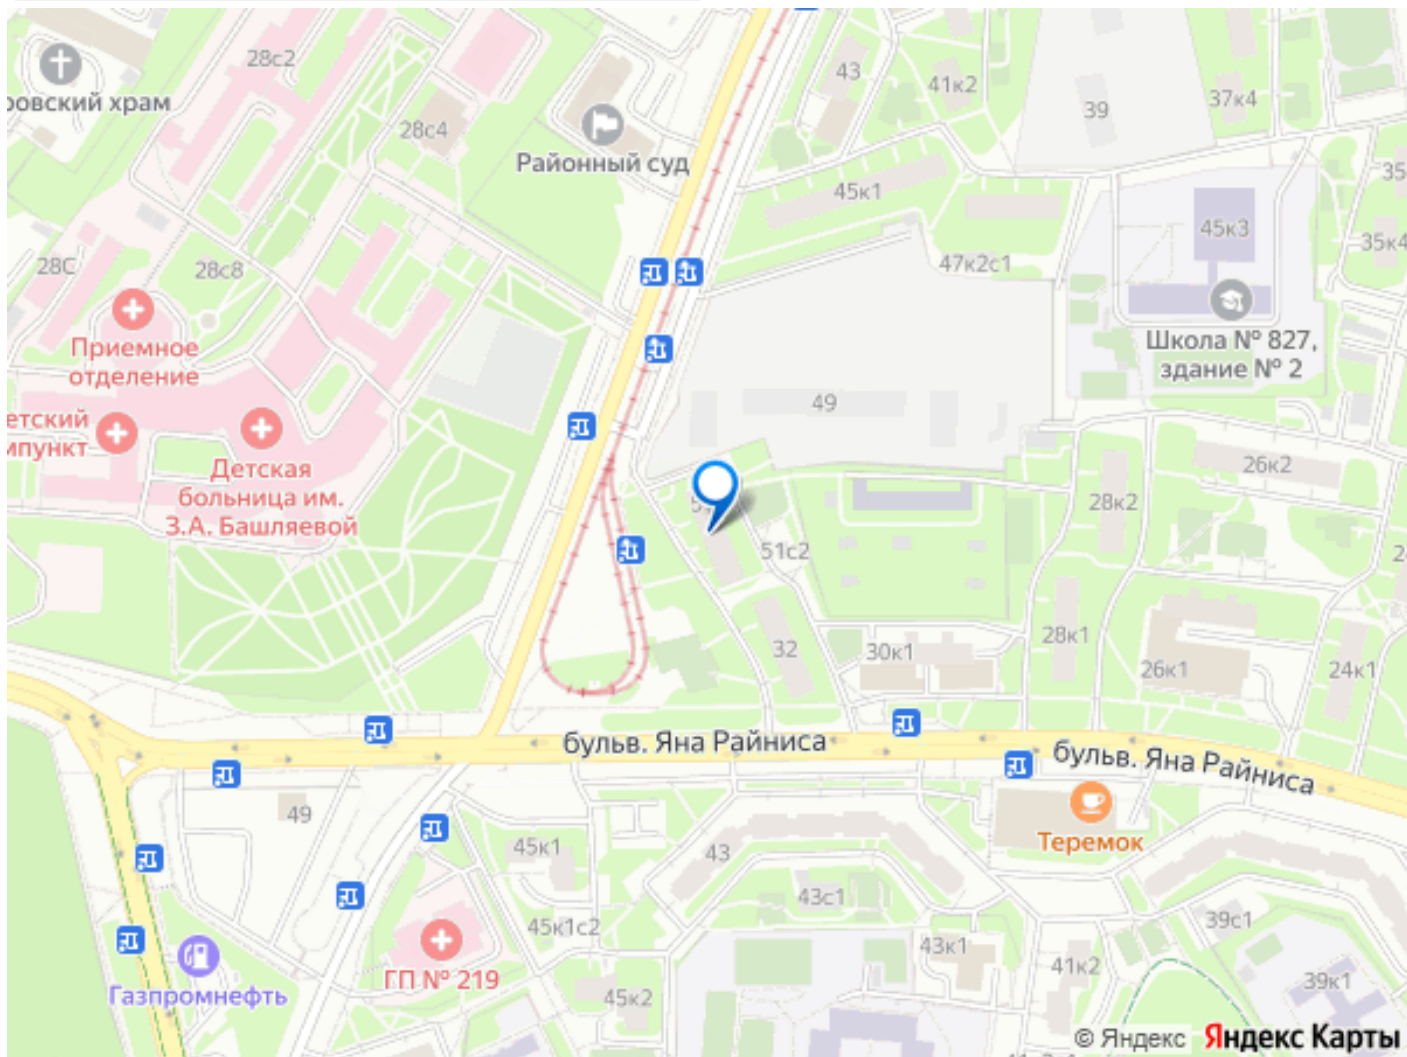 28с2
43
41к2
39
37к4
ровский храм
28с4
Районный суд
35
45к1
45к3
35к4
28С
28с8
47к2с1
Приемное
отделение
Школа № 827,
здание № 2
49
етский
мпункт
Детская
больница им.
З.А. Башляевой
26к2
28к2
51с2
32
30к1
28к1
26к1
24к1
бульв. Яна Райниса
бульв. Яна Райниса
49
Теремок
45к1
43
43с1
45к1с2
39с1
ГП № 219
43к1
41к2
39к1
Газпромнефть
45к2
© Яндекс Яндекс Карты